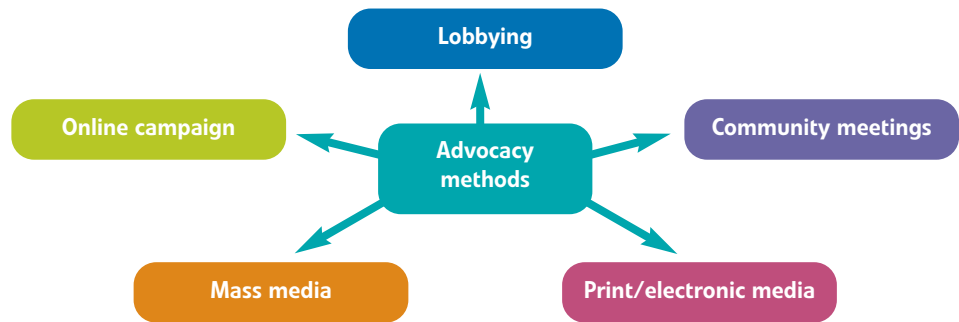 Lobbying
Online campaign
Community meetings
Advocacy
methods
Mass media
Print/electronic media